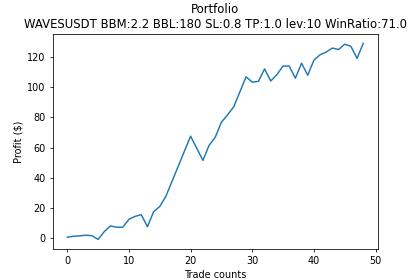 Portfolio
WAVESUSDT BBM:2.2 BBL:180 SL:0.8 TP:1.0 lev:10 WinRatio:71.0
120
100
80
60
40
20
0
Profit ($)
0 10 20 30 40 50
Trade counts